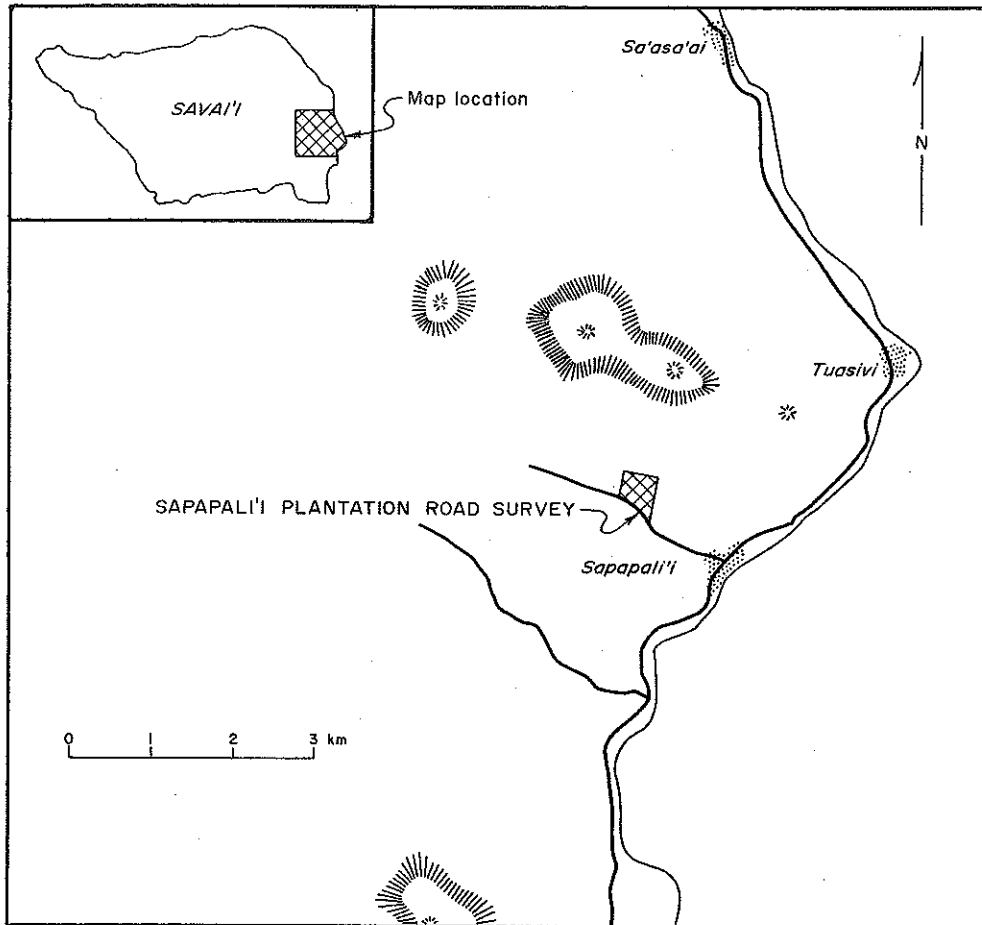 SAVAI'I
Map location
Sa'asa'ai
N
Tuasivi
SAPAPALI'I PLANTATION ROAD SURVEY
Sapapali'i
0 1 2 3 km